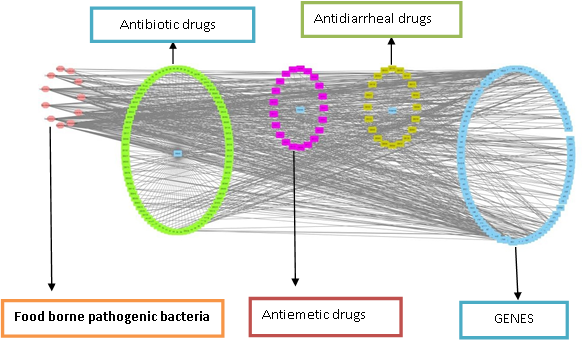 Antibiotic drugs
Antidiarrheal drugs
Food borne pathogenic bacteria
Antiemetic drugs
GENES